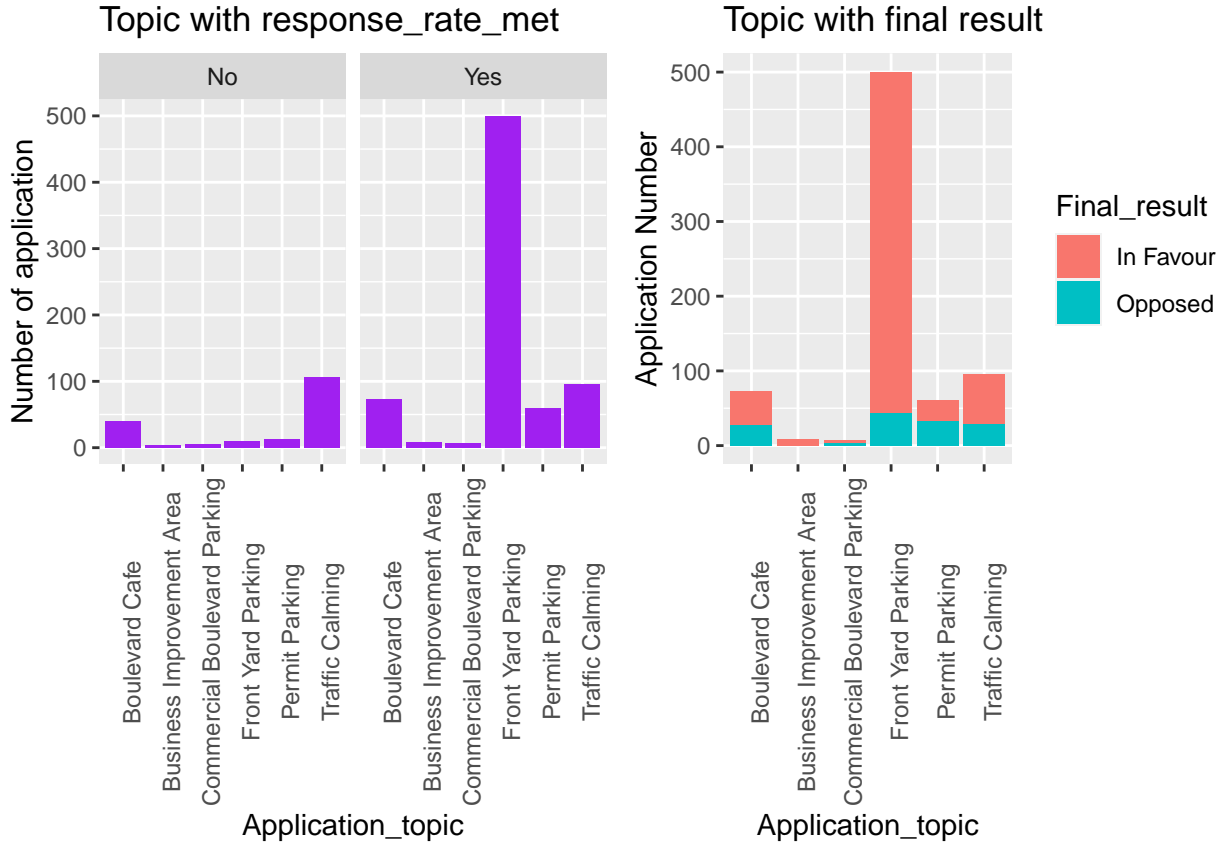 Topic with response_rate_met
No
Yes
Number of application
500
400
300
200
100
0
Boulevard Cafe
Business Improvement Area
Commercial Boulevard Parking
Front Yard Parking
Permit Parking
Traffic Calming
Boulevard Cafe
Business Improvement Area
Commercial Boulevard Parking
Front Yard Parking
Permit Parking
Traffic Calming
Application_topic
Topic with final result
Application Number
500
400
300
200
100
0
Boulevard Cafe
Business Improvement Area
Commercial Boulevard Parking
Front Yard Parking
Permit Parking
Traffic Calming
Application_topic
Final_result
In Favour
Opposed